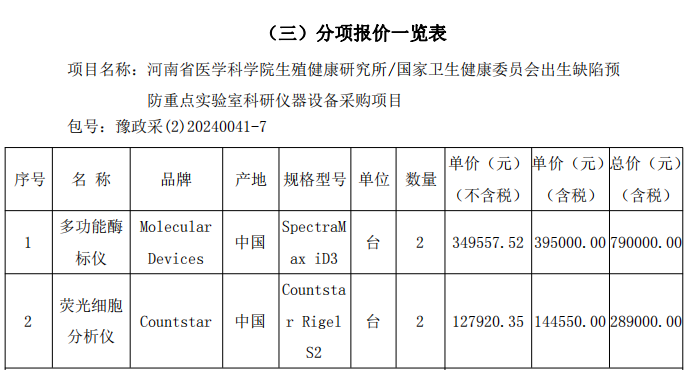 （三）分项报价一览表
项目名称：河南省医学科学院生殖健康研究所/国家卫生健康委员会出生缺陷预
防重点实验室科研仪器设备采购项目
包号：豫政采(2)20240041-7
序号 名 称 品牌 产地 规格型号 单位 数量 单价（元）（不含税） 单价（元）（含税） 总价（元）（含税）
1 多功能酶标仪 Molecular Devices 中国 SpectraMax iD3 台 2 349557.52 395000.00 790000.00
2 荧光细胞分析仪 Countstar 中国 Countstar Rigel S2 台 2 127920.35 144550.00 289000.00